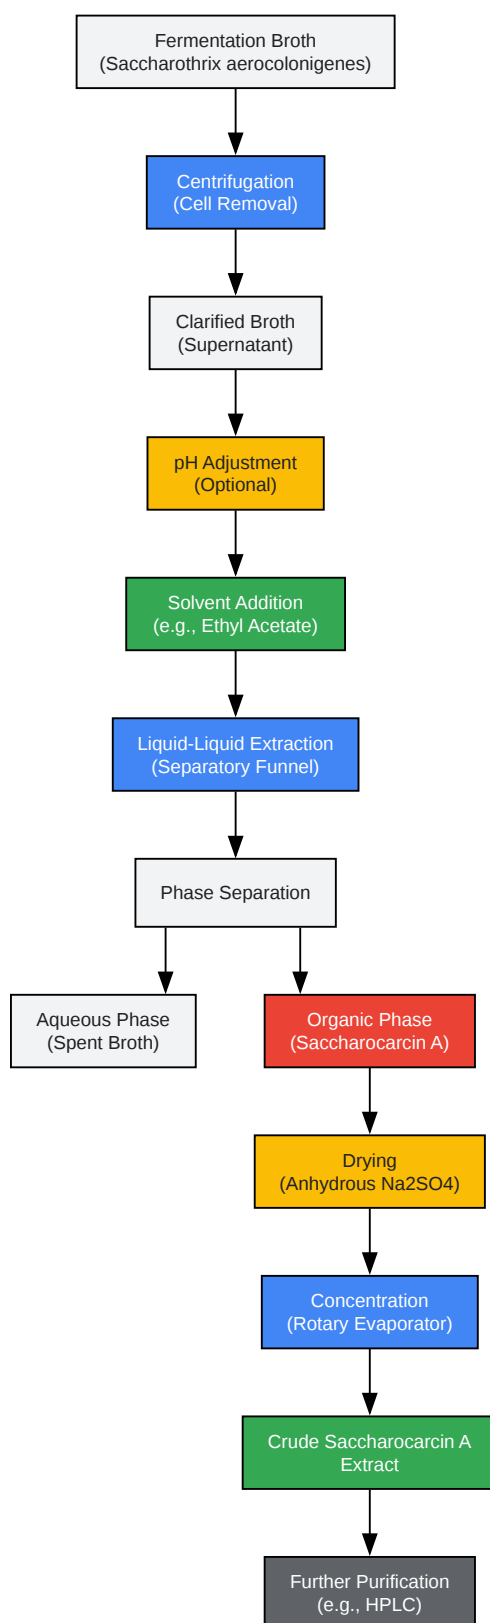 Fermentation Broth
(Saccharothrix aerocolonigenes)
Centrifugation
(Cell Removal)
Clarified Broth
(Supernatant)
pH Adjustment
(Optional)
Solvent Addition
(e.g., Ethyl Acetate)
Liquid-Liquid Extraction
(Separatory Funnel)
Phase Separation
Aqueous Phase
(Spent Broth)
Organic Phase
(Saccharocarcin A)
Drying
(Anhydrous Na2SO4)
Concentration
(Rotary Evaporator)
Crude Saccharocarcin A
Extract
Further Purification
(e.g., HPLC)